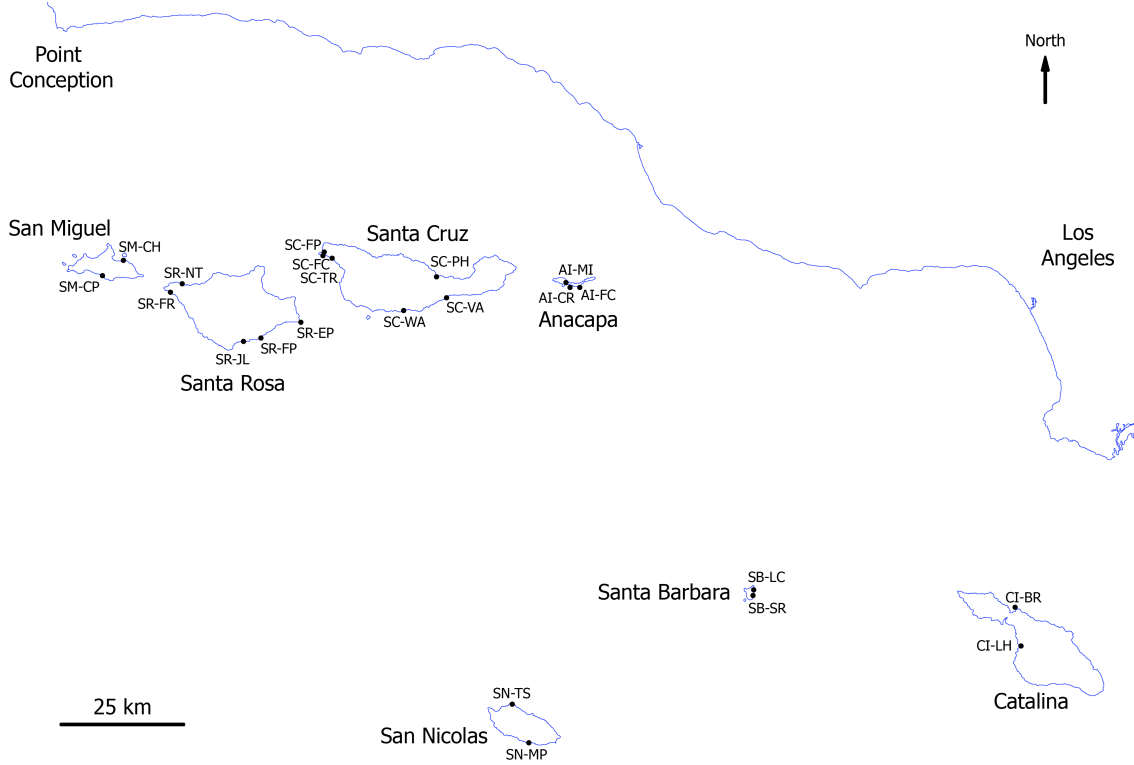 Point
Conception
North
San Miguel
Santa Cruz
Los
Angeles
SM-CH
SM-CP
SR-NT
SR-FR
SC-FP
SC-FC
SC-TR
SC-PH
SC-VA
SC-WA
AI-MI
AI-CR
AI-FC
Anacapa
SR-EP
SR-FP
SR-JL
Santa Rosa
SB-LC
Santa Barbara
SB-SR
CI-BR
CI-LH
Catalina
25 km
SN-TS
San Nicolas
SN-MP